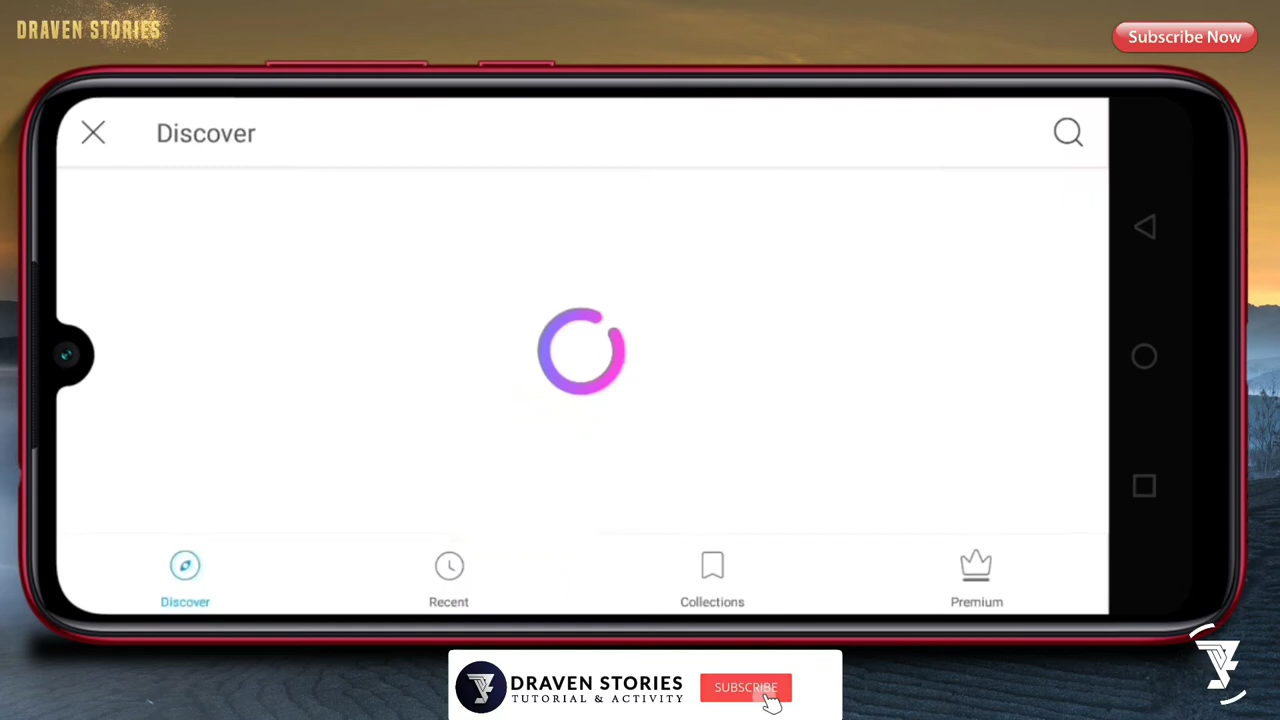 DRAVEN STORIES
Subscribe Now
Discover
Discover
Recent
Collections
Premium
DRAVEN STORIES
TUTORIAL & ACTIVITY
SUBSCRIBE